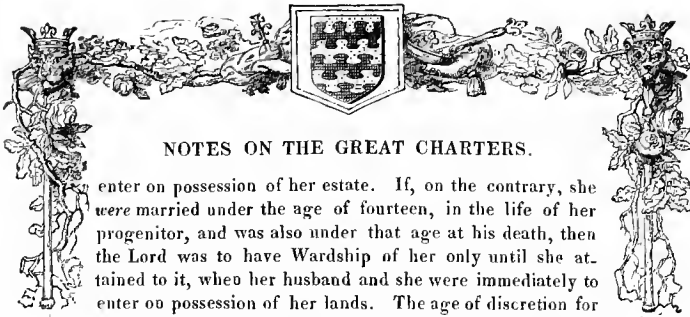 NOTES ON THE GREAT CHARTERS.
enter on possession of her estate. If, on the contrary, she
were married under the age of fourteen, in the life of her
progenitor, and was also under that age at his death, then
the Lord was to have Wardship of her only until she at-
tained to it, when her husband and she were immediately to
enter on possession of her lands. The age of discretion for